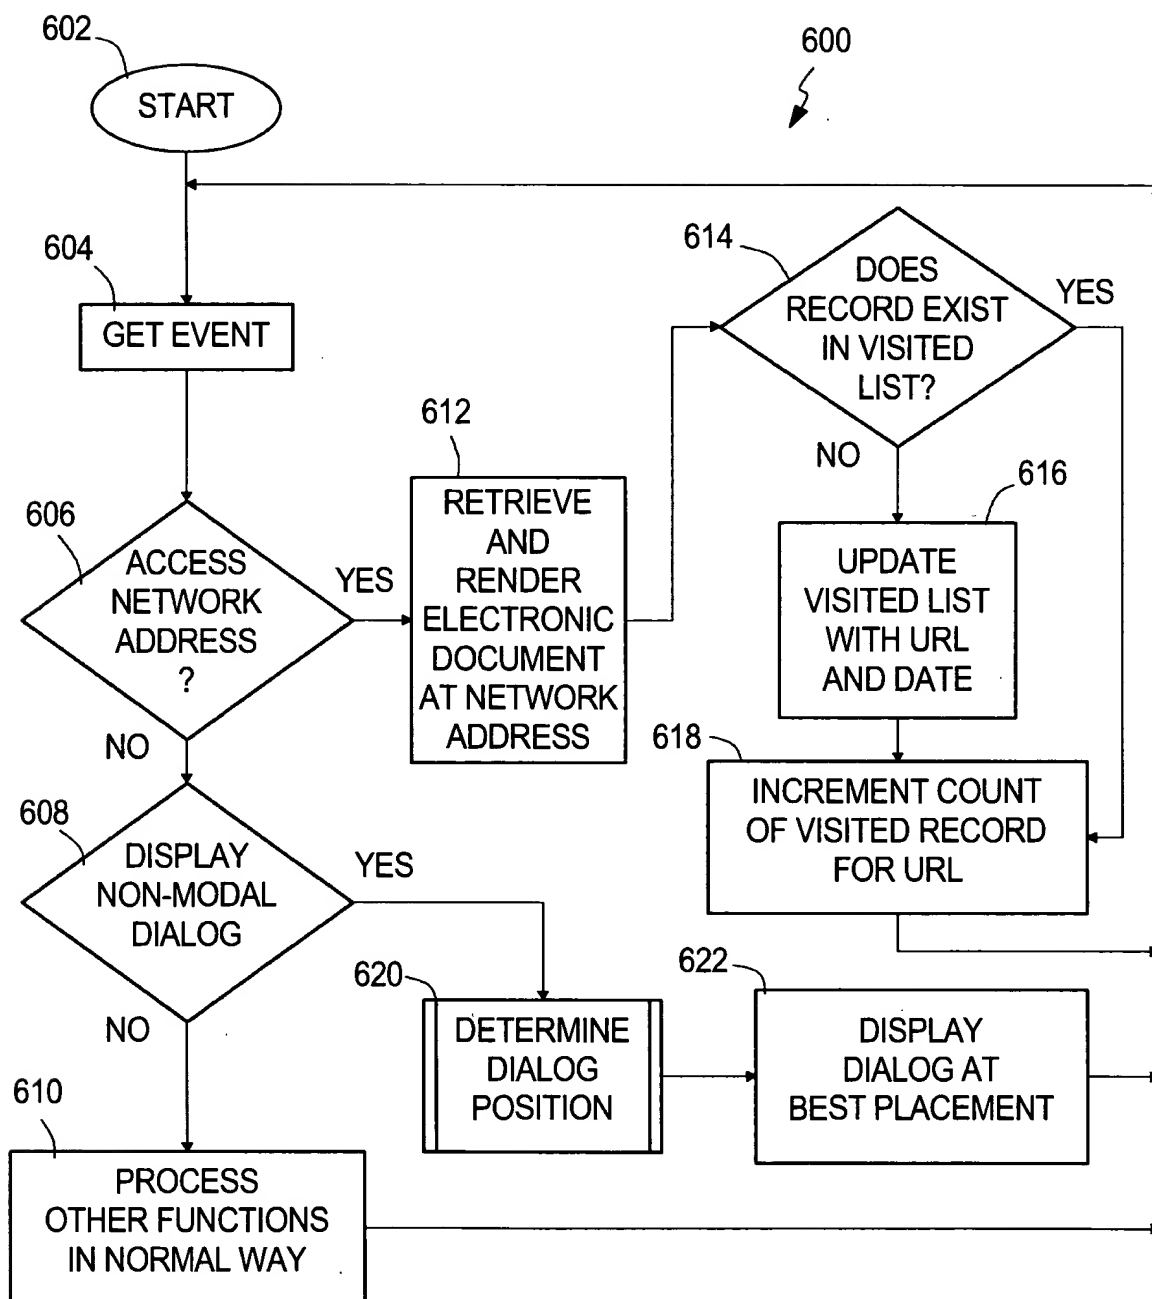 602
600
START
604
GET EVENT
606
ACCESS
NETWORK
ADDRESS
?
YES
NO
612
RETRIEVE
AND
RENDER
ELECTRONIC
DOCUMENT
AT NETWORK
ADDRESS
614
DOES
RECORD EXIST
IN VISITED
LIST?
YES
NO
616
UPDATE
VISITED LIST
WITH URL
AND DATE
618
INCREMENT COUNT
OF VISITED RECORD
FOR URL
608
DISPLAY
NON-MODAL
DIALOG
YES
NO
620
DETERMINE
DIALOG
POSITION
622
DISPLAY
DIALOG AT
BEST PLACEMENT
610
PROCESS
OTHER FUNCTIONS
IN NORMAL WAY